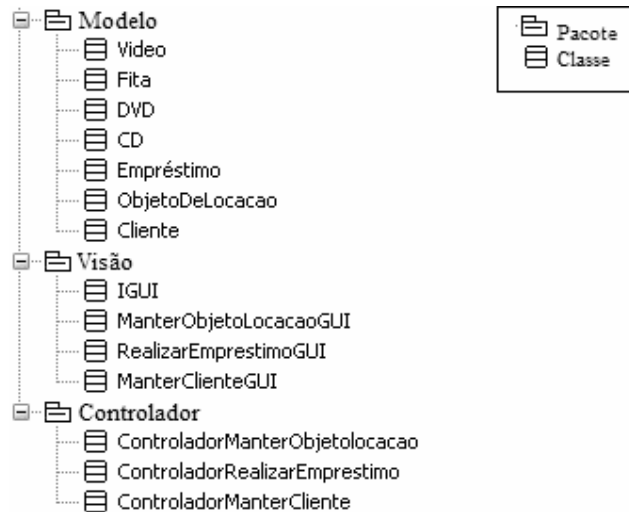 Modelo
Video
Fita
DVD
CD
Empréstimo
ObjetoDeLocacao
Cliente
Visão
IGUI
ManterObjetoLocacaoGUI
RealizarEmprestimoGUI
ManterClienteGUI
Controlador
ControladorManterObjetolocacao
ControladorRealizarEmprestimo
ControladorManterCliente
Pacote
Classe